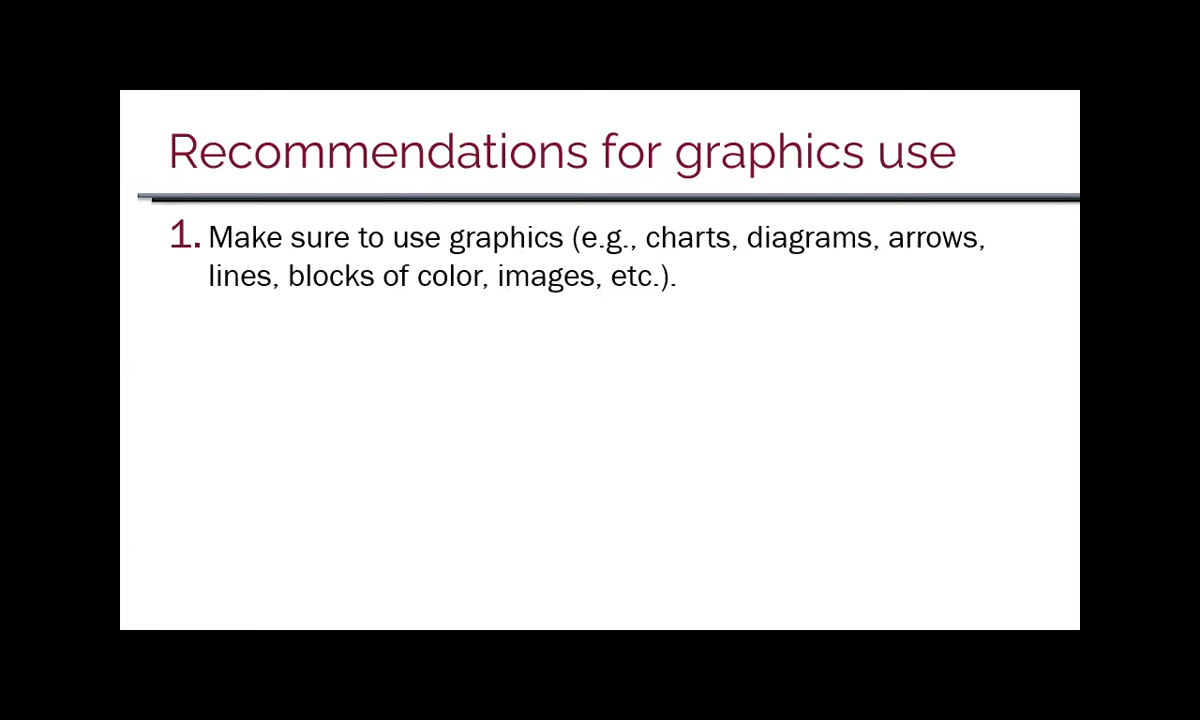 Recommendations for graphics use
1. Make sure to use graphics (e.g., charts, diagrams, arrows,
lines, blocks of color, images, etc.).